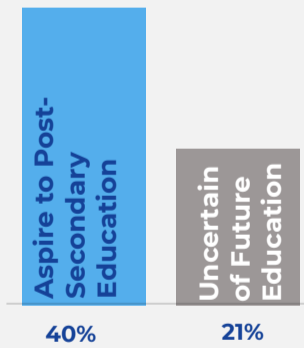 Aspire to Post-
Secondary
Education
40%
Uncertain
of Future
Education
21%